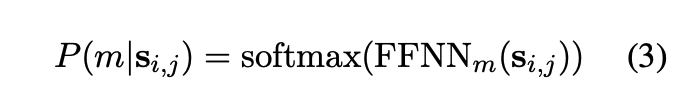 P(m|s_{i,j}) = softmax(FFNN_m(s_{i,j})) (3)